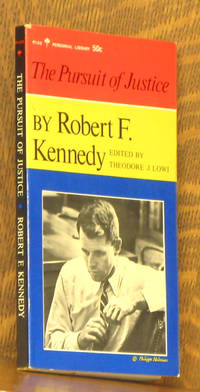 PERENNIAL LIBRARY 50c
The Pursuit of Justice
BY Robert F.
Kennedy
EDITED BY
THEODORE J. LOWI
© Philippe Halsman
THE PURSUIT OF JUSTICE • ROBERT F. KENNEDY